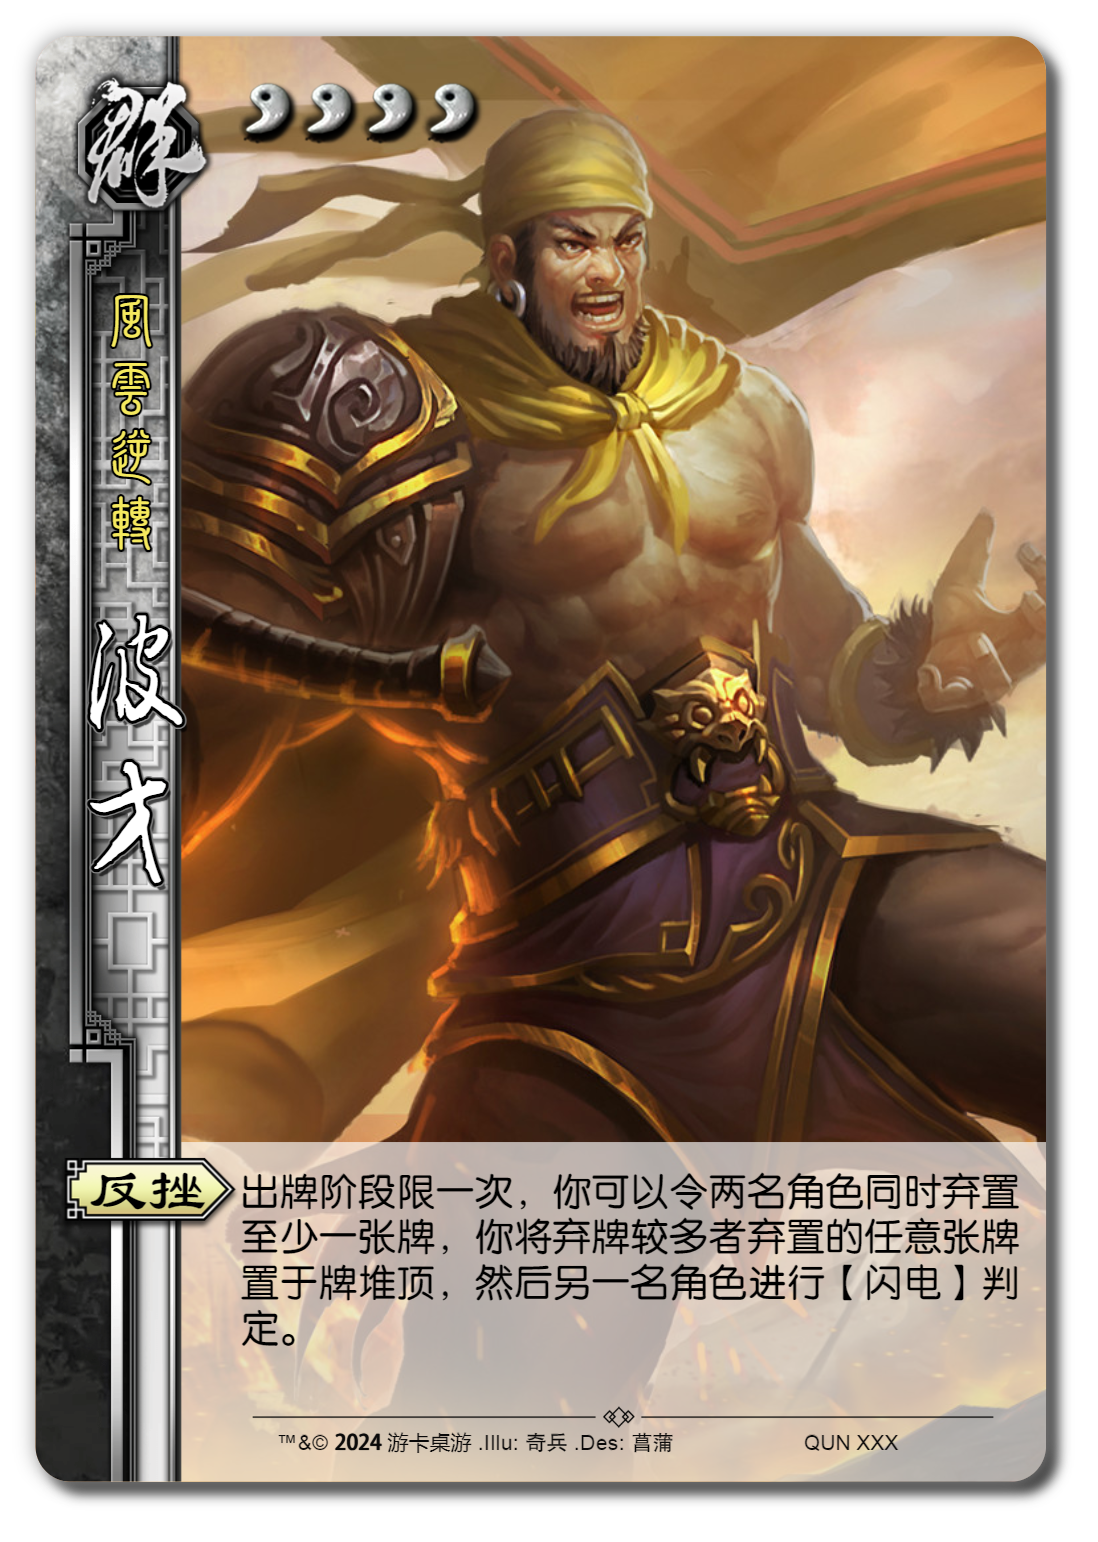 群
風雲逆轉
波才
反挫
出牌阶段限一次，你可以令两名角色同时弃置
至少一张牌，你将弃牌较多者弃置的任意张牌
置于牌堆顶，然后另一名角色进行【闪电】判
定。
™&© 2024 游卡桌游 .Illu: 奇兵 .Des: 菖蒲
QUN XXX